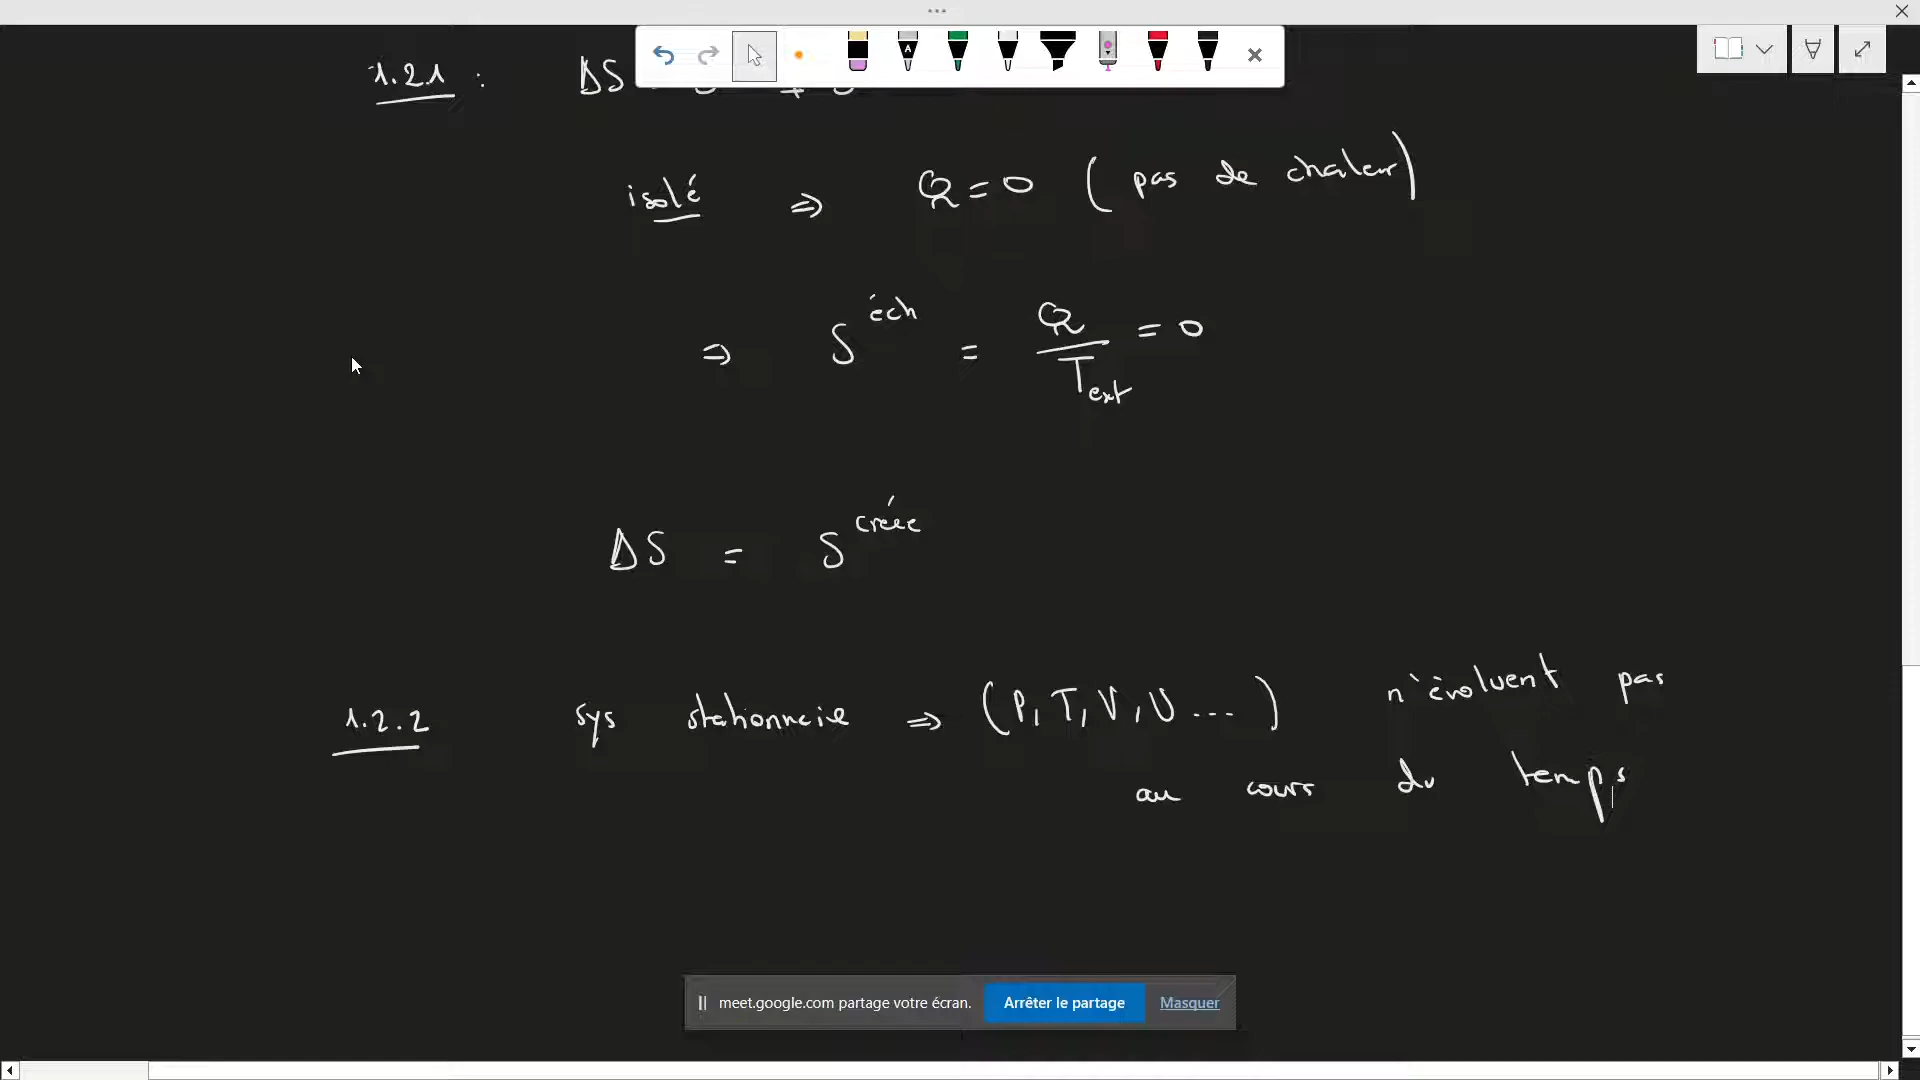 1.2.1 : ΔS
isolé ⇒ Q = 0 ( pas de chaleur )
⇒ S éch = Q / T ext = 0
ΔS = S créée
1.2.2 sys stationnaire ⇒ (P, T, V, U ... ) n'évoluent pas
au cours du temps
meet.google.com partage votre écran. Arrêter le partage Masquer